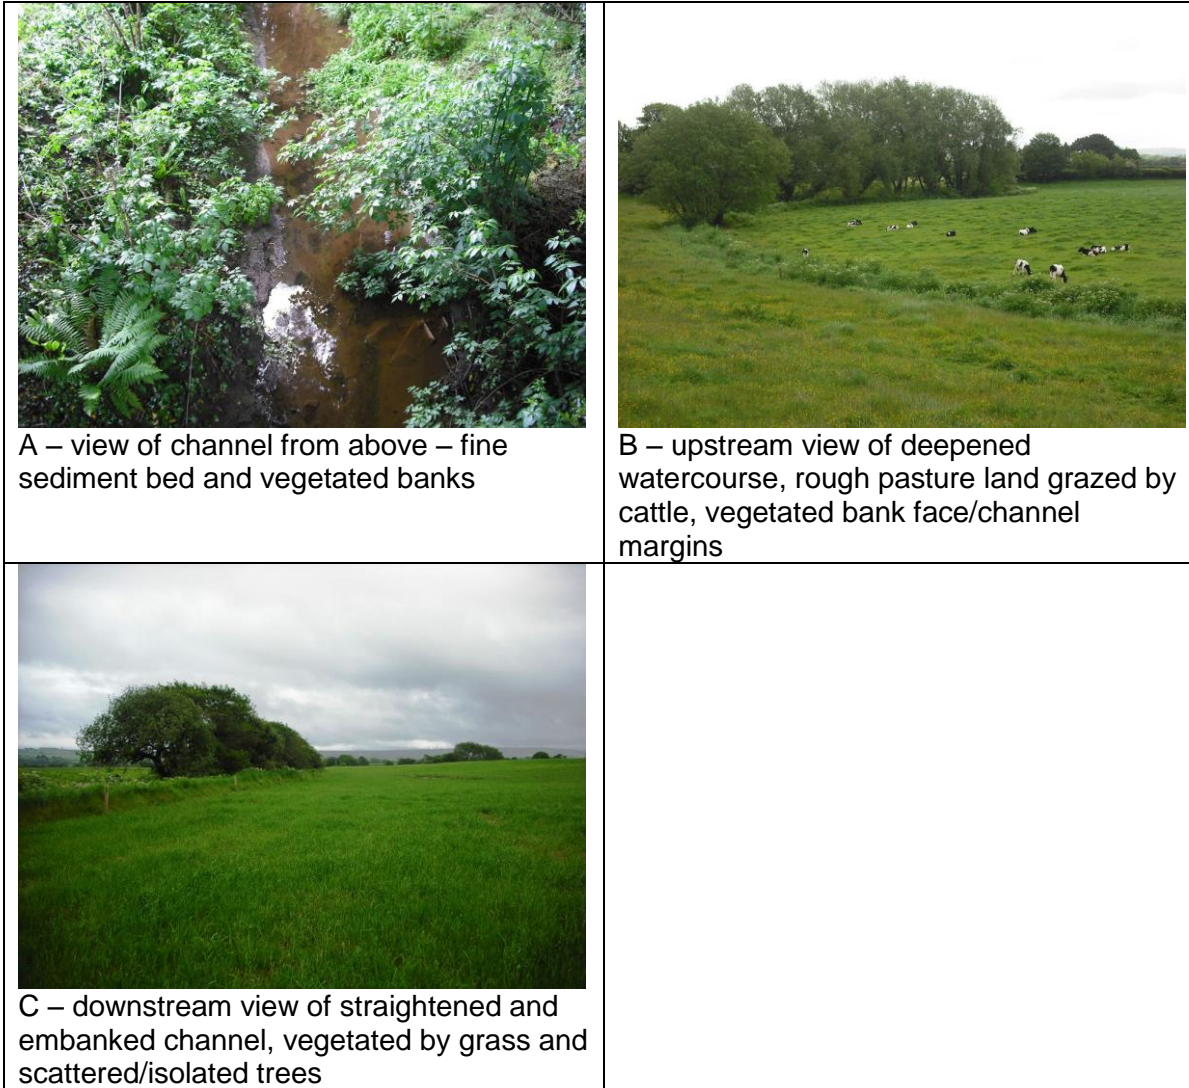 A – view of channel from above – fine
sediment bed and vegetated banks
B – upstream view of deepened
watercourse, rough pasture land grazed by
cattle, vegetated bank face/channel
margins
C – downstream view of straightened and
embanked channel, vegetated by grass and
scattered/isolated trees